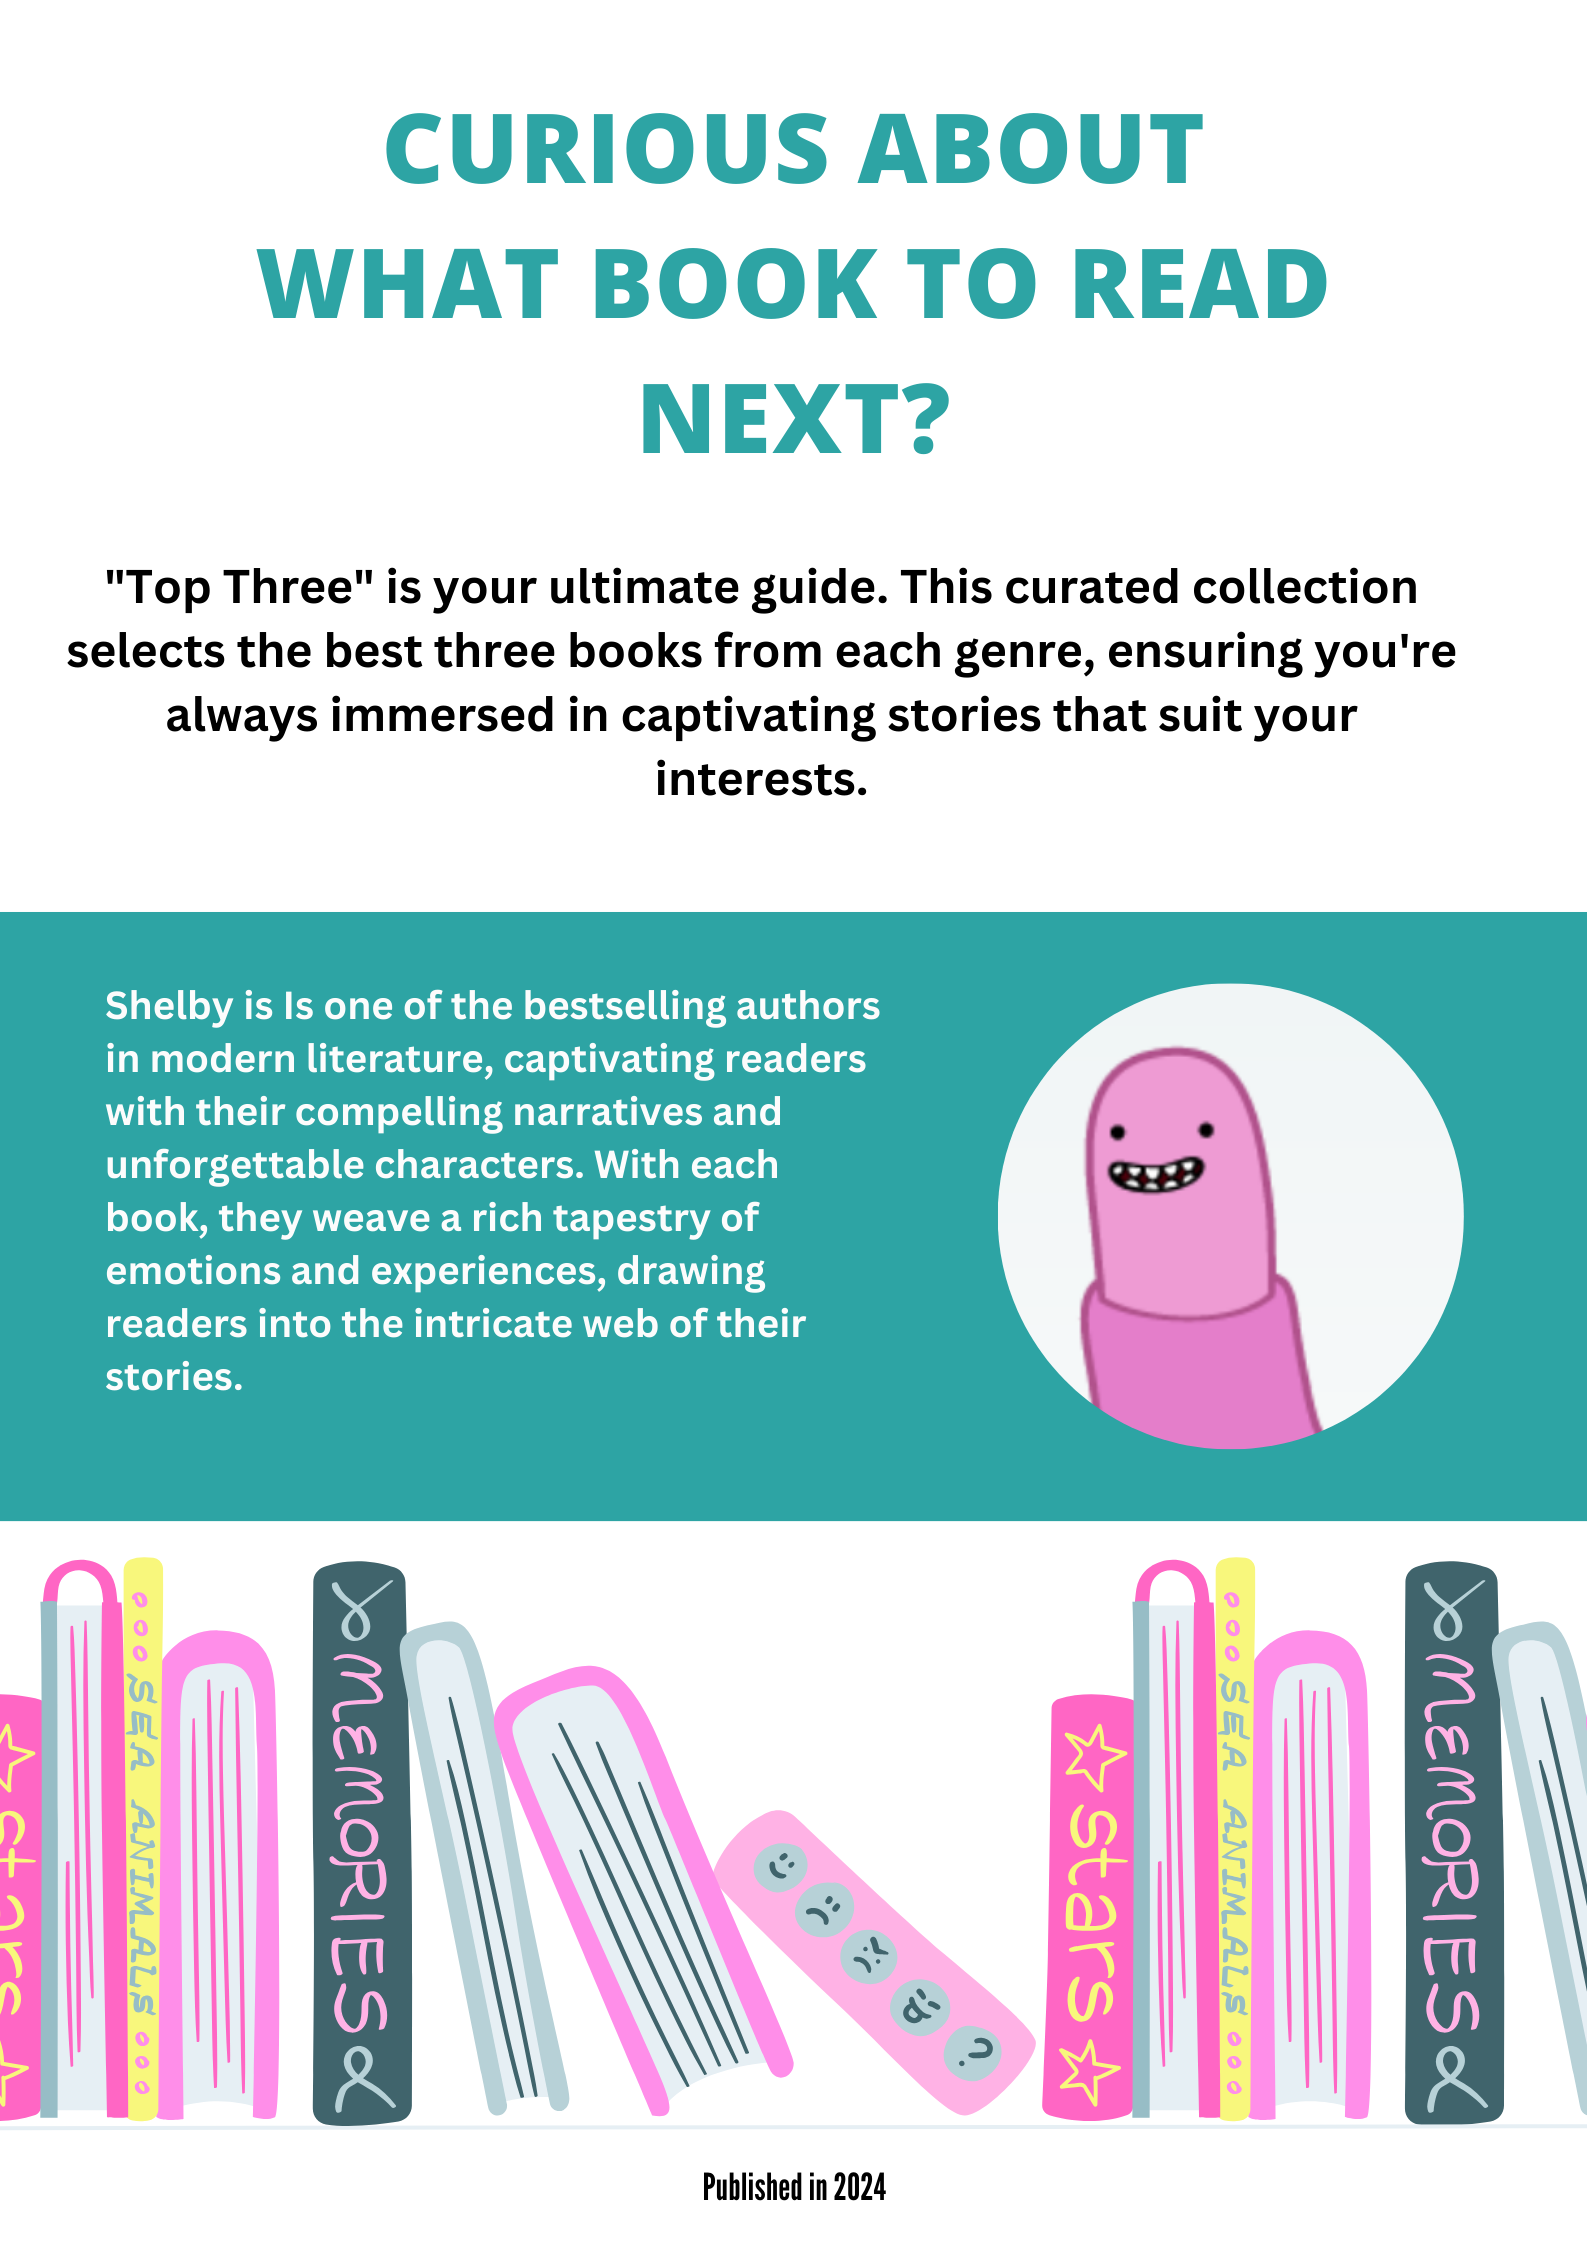 CURIOUS ABOUT
WHAT BOOK TO READ
NEXT?
"Top Three" is your ultimate guide. This curated collection
selects the best three books from each genre, ensuring you're
always immersed in captivating stories that suit your
interests.
Shelby is Is one of the bestselling authors
in modern literature, captivating readers
with their compelling narratives and
unforgettable characters. With each
book, they weave a rich tapestry of
emotions and experiences, drawing
readers into the intricate web of their
stories.
stars
SEA ANIMALS
MEMORIES
stars
SEA ANIMALS
MEMORIES
Published in 2024